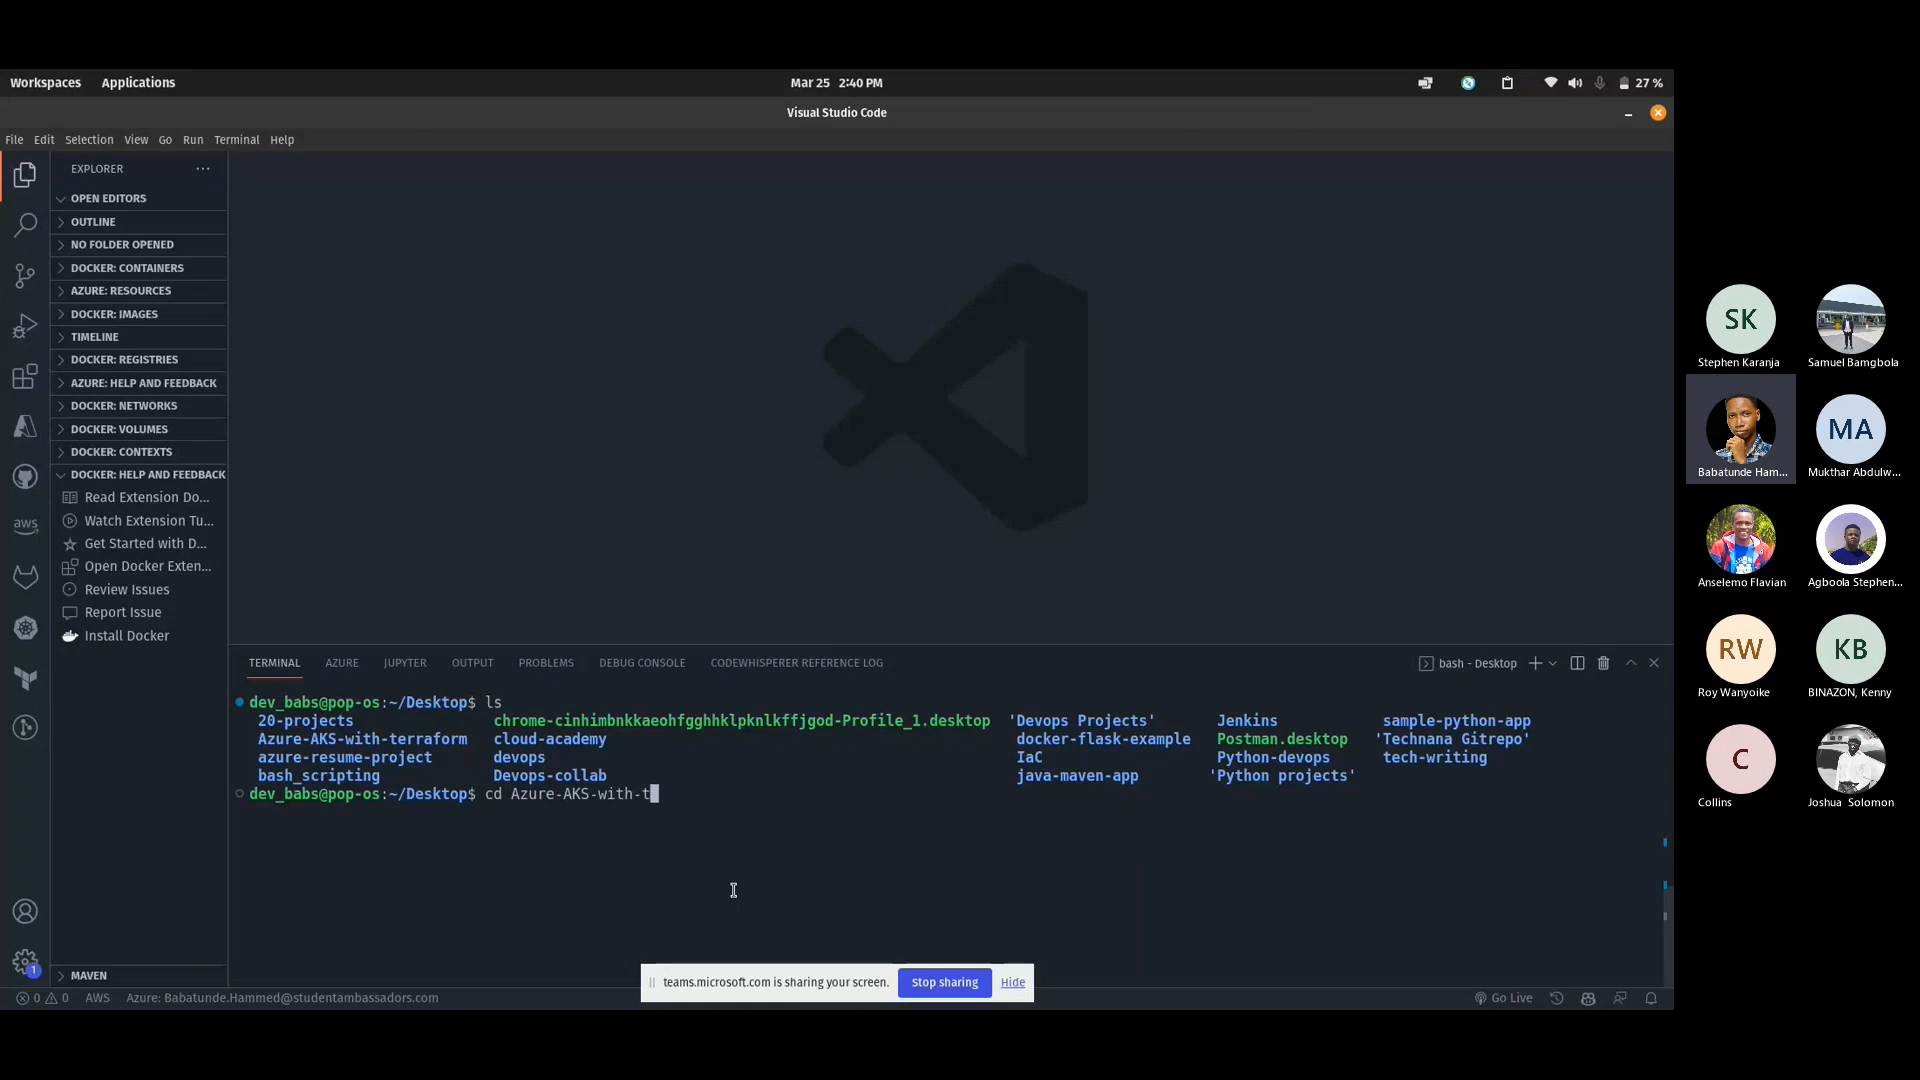 Workspaces Applications Mar 25 2:40 PM 27 %
Visual Studio Code
File Edit Selection View Go Run Terminal Help
EXPLORER
OPEN EDITORS
OUTLINE
NO FOLDER OPENED
DOCKER: CONTAINERS
AZURE: RESOURCES
DOCKER: IMAGES
TIMELINE
DOCKER: REGISTRIES
AZURE: HELP AND FEEDBACK
DOCKER: NETWORKS
DOCKER: VOLUMES
DOCKER: CONTEXTS
DOCKER: HELP AND FEEDBACK
Read Extension Do...
Watch Extension Tu...
Get Started with D...
Open Docker Exten...
Review Issues
Report Issue
Install Docker
aws
1
MAVEN
TERMINAL AZURE JUPYTER OUTPUT PROBLEMS DEBUG CONSOLE CODEWHISPERER REFERENCE LOG bash - Desktop
dev_babs@pop-os:~/Desktop$ ls
20-projects chrome-cinhimbnkkaeohfgghhklpknlkffjgod-Profile_1.desktop 'Devops Projects' Jenkins sample-python-app
Azure-AKS-with-terraform cloud-academy docker-flask-example Postman.desktop 'Technana Gitrepo'
azure-resume-project devops IaC Python-devops tech-writing
bash_scripting Devops-collab java-maven-app 'Python projects'
dev_babs@pop-os:~/Desktop$ cd Azure-AKS-with-t
teams.microsoft.com is sharing your screen. Stop sharing Hide
0 0 AWS Azure: Babatunde.Hammed@studentambassadors.com Go Live
SK
Stephen Karanja Samuel Bamgbola
MA
Babatunde Ham... Mukthar Abdulw...
Anselemo Flavian Agboola Stephen...
RW KB
Roy Wanyoike BINAZON, Kenny
C
Collins Joshua Solomon